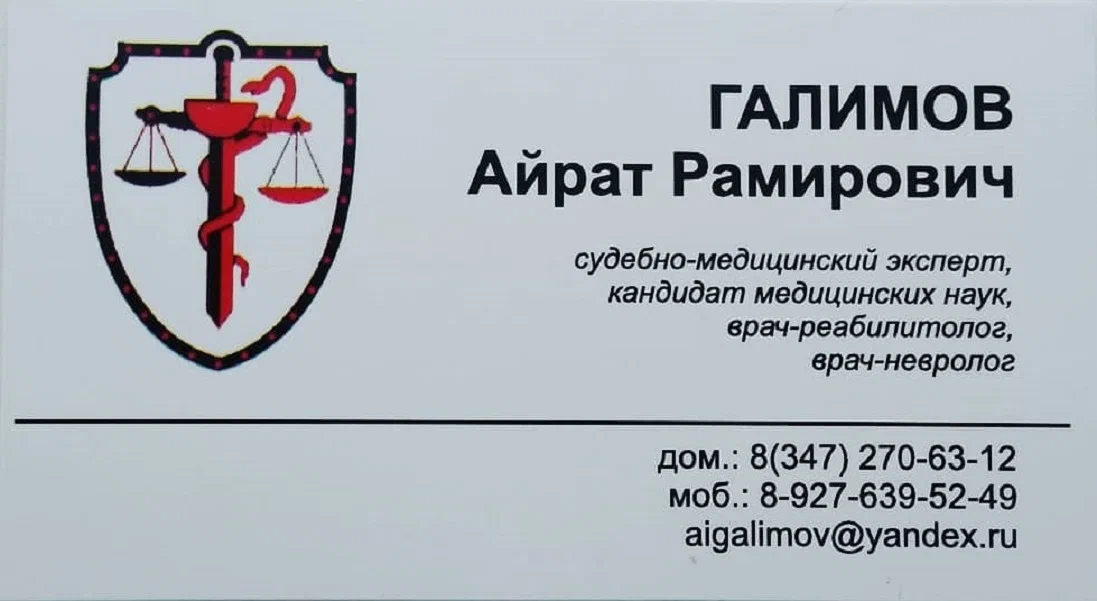 ГАЛИМОВ
Айрат Рамирович
судебно-медицинский эксперт,
кандидат медицинских наук,
врач-реабилитолог,
врач-невролог
дом.: 8(347) 270-63-12
моб.: 8-927-639-52-49
aigalimov@yandex.ru